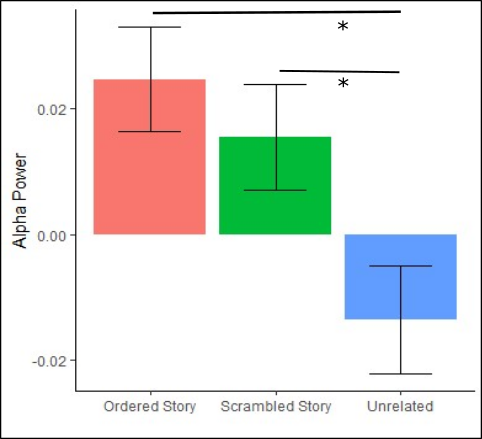 *
*
0.02
0.00
-0.02
Alpha Power
Ordered Story Scrambled Story Unrelated